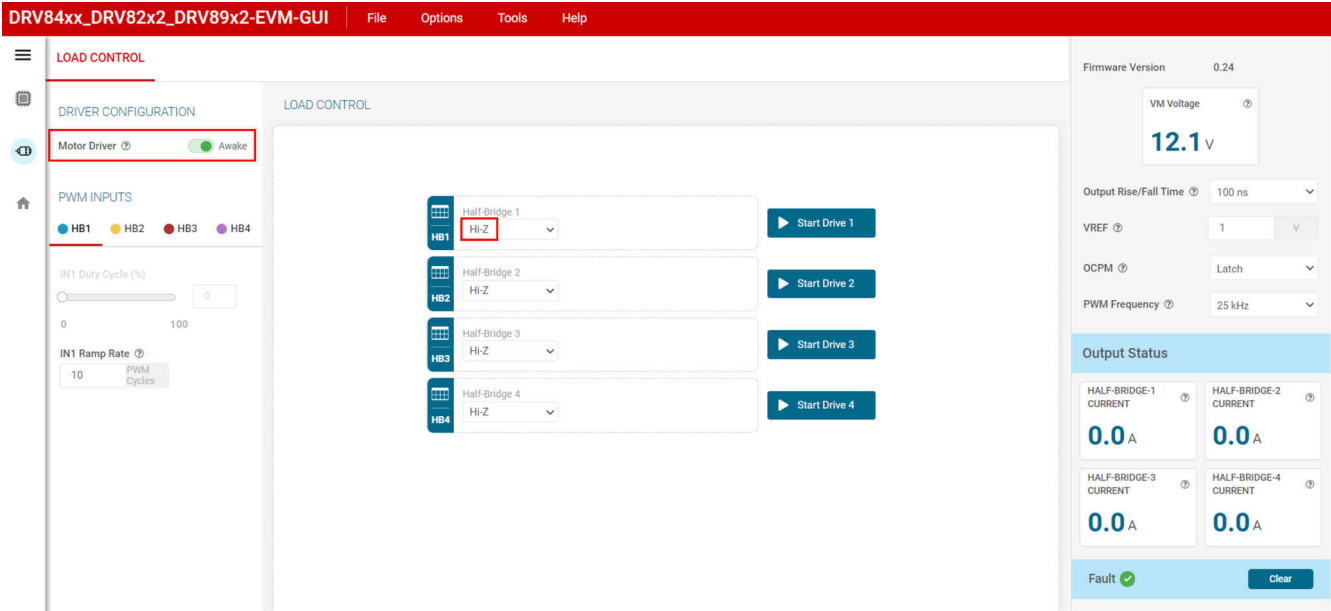 DRV84xx_DRV82x2_DRV89x2-EVM-GUI File Options Tools Help
LOAD CONTROL
DRIVER CONFIGURATION
Motor Driver Awake
PWM INPUTS
HB1 HB2 HB3 HB4
IN1 Duty Cycle (%)
0
0 100
IN1 Ramp Rate
10 PWM Cycles
LOAD CONTROL
Half-Bridge 1
HB1 Hi-Z Start Drive 1
Half-Bridge 2
HB2 Hi-Z Start Drive 2
Half-Bridge 3
HB3 Hi-Z Start Drive 3
Half-Bridge 4
HB4 Hi-Z Start Drive 4
Firmware Version 0.24
VM Voltage
12.1 V
Output Rise/Fall Time 100 ns
VREF 1 V
OCPM Latch
PWM Frequency 25 kHz
Output Status
HALF-BRIDGE-1
CURRENT
0.0 A
HALF-BRIDGE-2
CURRENT
0.0 A
HALF-BRIDGE-3
CURRENT
0.0 A
HALF-BRIDGE-4
CURRENT
0.0 A
Fault Clear